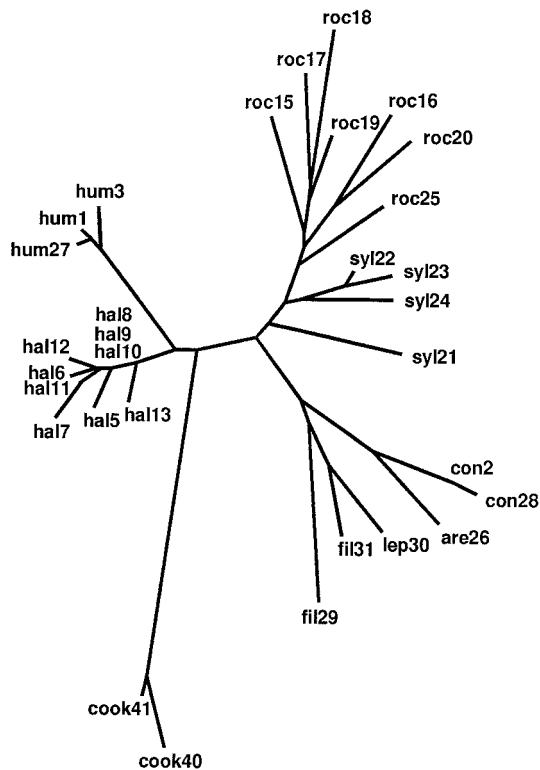 roc18
roc17
roc15
roc16
roc19
roc20
hum3
roc25
hum1
hum27
syl22
syl23
syl24
hal8
hal9
hal10
hal12
hal6
hal11
syl21
hal7
hal5
hal13
con2
con28
are26
lep30
fil31
fil29
cook41
cook40